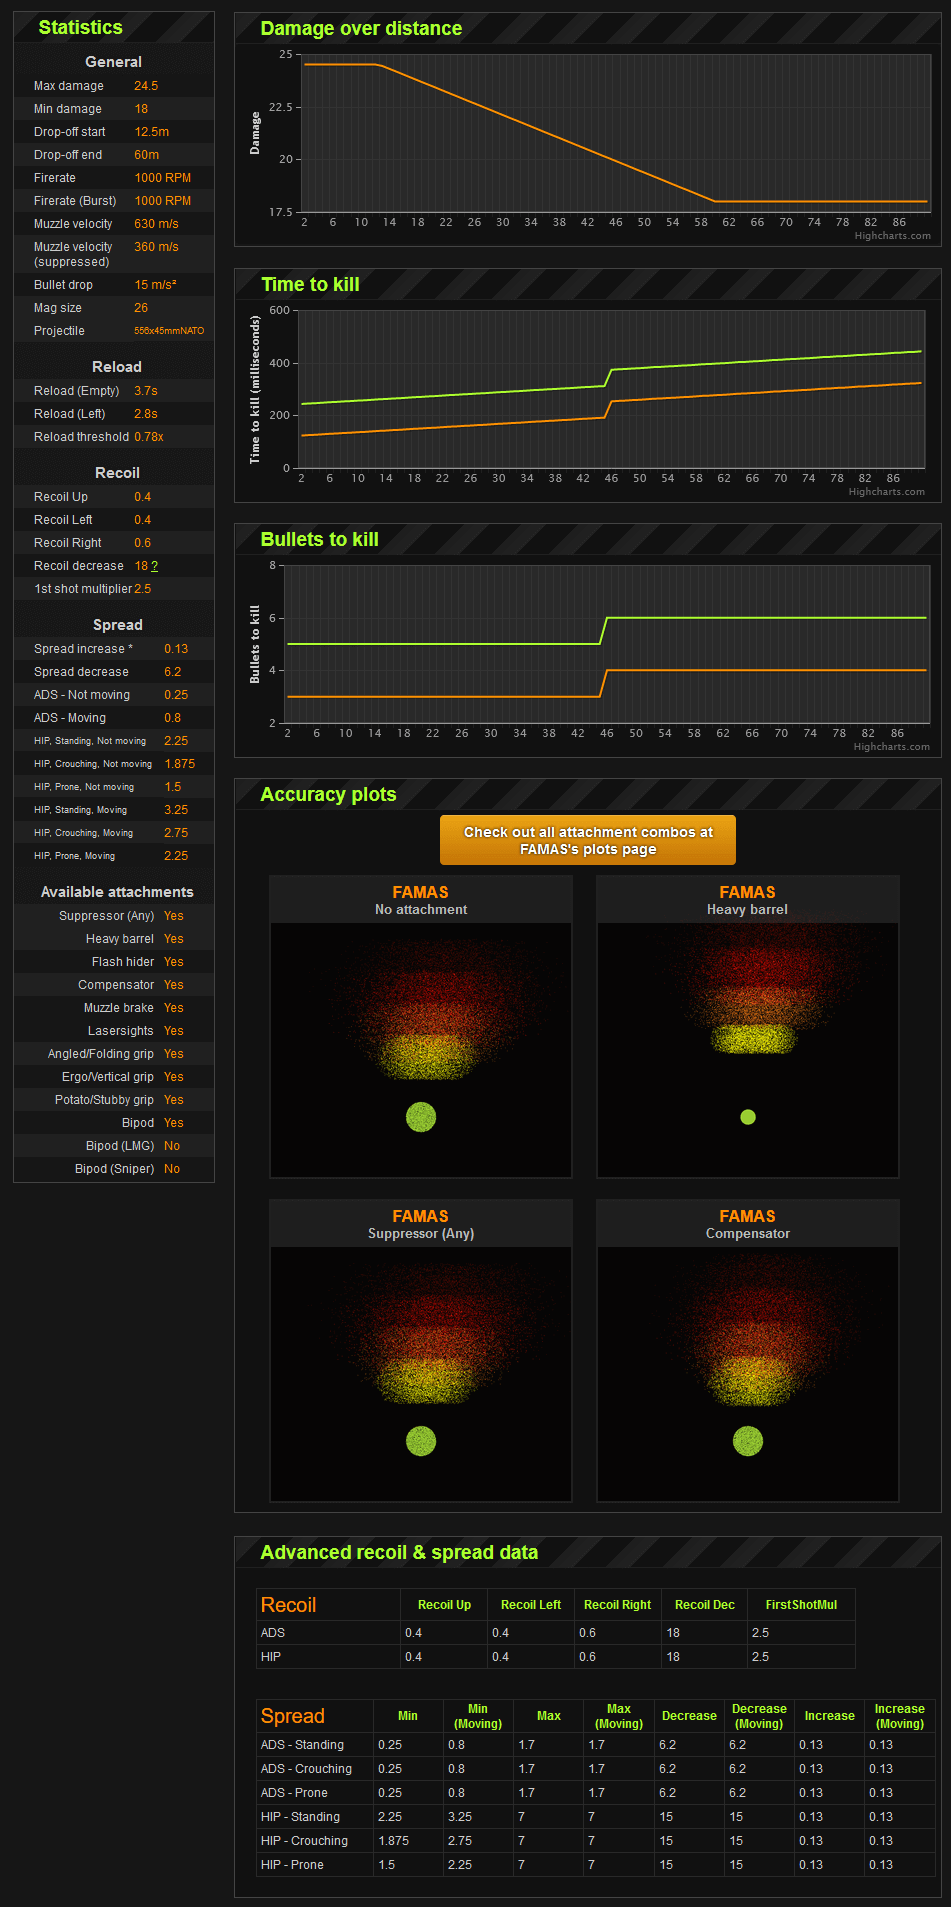 Statistics
General
Max damage 24.5
Min damage 18
Drop-off start 12.5m
Drop-off end 60m
Firerate 1000 RPM
Firerate (Burst) 1000 RPM
Muzzle velocity 630 m/s
Muzzle velocity 360 m/s
(suppressed)
Bullet drop 15 m/s²
Mag size 26
Projectile 556x45mmNATO
Reload
Reload (Empty) 3.7s
Reload (Left) 2.8s
Reload threshold 0.78x
Recoil
Recoil Up 0.4
Recoil Left 0.4
Recoil Right 0.6
Recoil decrease 18 ?
1st shot multiplier 2.5
Spread
Spread increase * 0.13
Spread decrease 6.2
ADS - Not moving 0.25
ADS - Moving 0.8
HIP, Standing, Not moving 2.25
HIP, Crouching, Not moving 1.875
HIP, Prone, Not moving 1.5
HIP, Standing, Moving 3.25
HIP, Crouching, Moving 2.75
HIP, Prone, Moving 2.25
Available attachments
Suppressor (Any) Yes
Heavy barrel Yes
Flash hider Yes
Compensator Yes
Muzzle brake Yes
Lasersights Yes
Angled/Folding grip Yes
Ergo/Vertical grip Yes
Potato/Stubby grip Yes
Bipod Yes
Bipod (LMG) No
Bipod (Sniper) No
Damage over distance
Damage
25
22.5
20
17.5
2 6 10 14 18 22 26 30 34 38 42 46 50 54 58 62 66 70 74 78 82 86
Highcharts.com
Time to kill
Time to kill (milliseconds)
600
400
200
0
2 6 10 14 18 22 26 30 34 38 42 46 50 54 58 62 66 70 74 78 82 86
Highcharts.com
Bullets to kill
Bullets to kill
8
6
4
2
2 6 10 14 18 22 26 30 34 38 42 46 50 54 58 62 66 70 74 78 82 86
Highcharts.com
Accuracy plots
Check out all attachment combos at
FAMAS's plots page
FAMAS
No attachment
FAMAS
Heavy barrel
FAMAS
Suppressor (Any)
FAMAS
Compensator
Advanced recoil & spread data
Recoil Recoil Up Recoil Left Recoil Right Recoil Dec FirstShotMul
ADS 0.4 0.4 0.6 18 2.5
HIP 0.4 0.4 0.6 18 2.5
Spread Min Min (Moving) Max Max (Moving) Decrease Decrease (Moving) Increase Increase (Moving)
ADS - Standing 0.25 0.8 1.7 1.7 6.2 6.2 0.13 0.13
ADS - Crouching 0.25 0.8 1.7 1.7 6.2 6.2 0.13 0.13
ADS - Prone 0.25 0.8 1.7 1.7 6.2 6.2 0.13 0.13
HIP - Standing 2.25 3.25 7 7 15 15 0.13 0.13
HIP - Crouching 1.875 2.75 7 7 15 15 0.13 0.13
HIP - Prone 1.5 2.25 7 7 15 15 0.13 0.13